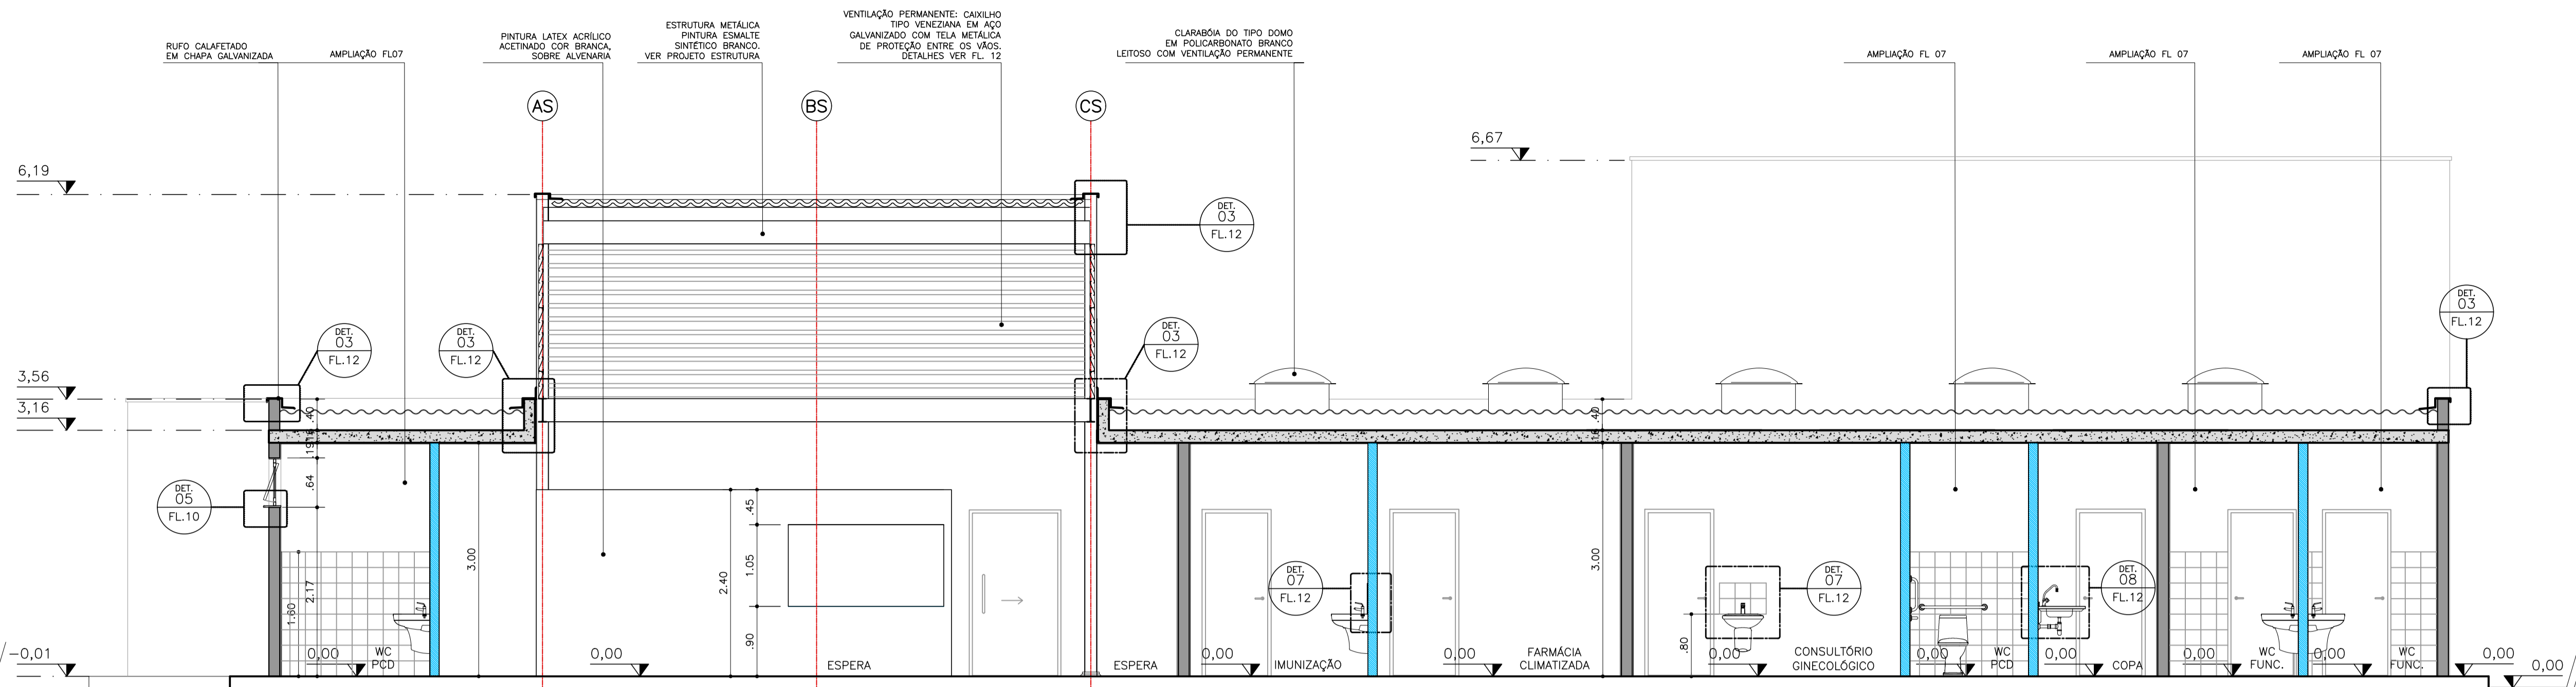 RUFO CALAFETADO
EM CHAPA GALVANIZADA
AMPLIAÇÃO FL07
PINTURA LATEX ACRÍLICO
ACETINADO COR BRANCA,
SOBRE ALVENARIA
ESTRUTURA METÁLICA
PINTURA ESMALTE
SINTÉTICO BRANCO.
VER PROJETO ESTRUTURA
VENTILAÇÃO PERMANENTE: CAIXILHO
TIPO VENEZIANA EM AÇO
GALVANIZADO COM TELA METÁLICA
DE PROTEÇÃO ENTRE OS VÃOS.
DETALHES VER FL. 12
CLARABÓIA DO TIPO DOMO
EM POLICARBONATO BRANCO
LEITOSO COM VENTILAÇÃO PERMANENTE
AMPLIAÇÃO FL 07
AMPLIAÇÃO FL 07
AMPLIAÇÃO FL 07
AS
BS
CS
6,67
6,19
DET.
03
FL.12
DET.
03
FL.12
DET.
03
FL.12
DET.
03
FL.12
DET.
03
FL.12
3,56
3,16
.40
.40
.64
DET.
05
FL.10
2.17
1.60
3.00
2.40
.45
1.05
.90
3.00
.80
DET.
07
FL.12
DET.
07
FL.12
DET.
08
FL.12
-0,01
0,00
WC
PCD
0,00
ESPERA
ESPERA
0,00
IMUNIZAÇÃO
0,00
FARMÁCIA
CLIMATIZADA
0,00
CONSULTÓRIO
GINECOLÓGICO
0,00
WC
PCD
0,00
COPA
0,00
WC
FUNC.
0,00
WC
FUNC.
0,00
0,00